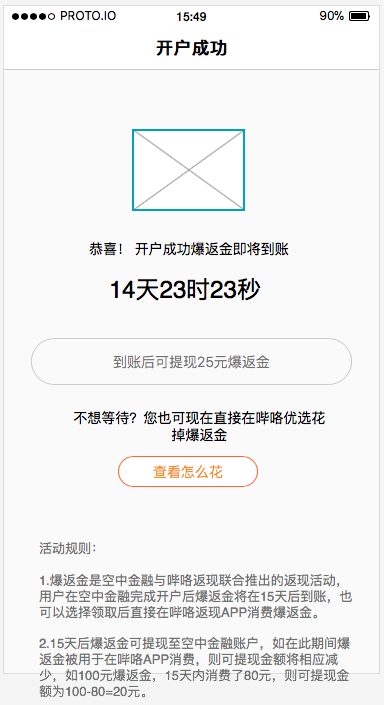 PROTO.IO 15:49 90%
开户成功
恭喜! 开户成功爆返金即将到账
14天23时23秒
到账后可提现25元爆返金
不想等待？您也可现在直接在哔咯优选花
掉爆返金
查看怎么花
活动规则：
1.爆返金是空中金融与哔咯返现联合推出的返现活动，
用户在空中金融完成开户后爆返金将在15天后到账，也
可以选择领取后直接在哔咯返现APP消费爆返金。
2.15天后爆返金可提现至空中金融账户，如在此期间爆
返金被用于在哔咯APP消费，则可提现金额将相应减
少，如100元爆返金，15天内消费了80元，则可提现金
额为100-80=20元。